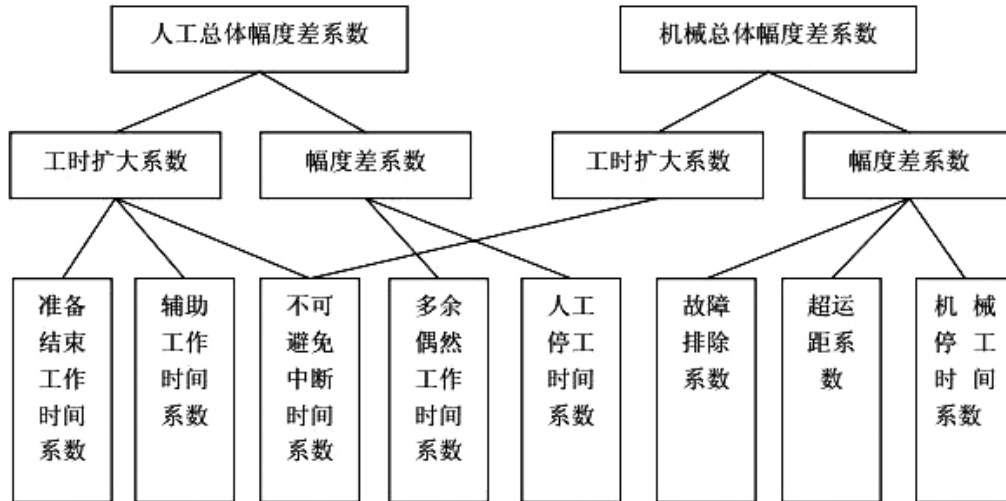 人工总体幅度差系数
机械总体幅度差系数
工时扩大系数
幅度差系数
工时扩大系数
幅度差系数
准备
结束
工作
时间
系数
辅助
工作
时间
系数
不可
避免
中断
时间
系数
多余
偶然
工作
时间
系数
人工
停工
时间
系数
故障
排除
系数
超运
距系
数
机 械
停 工
时 间
系数